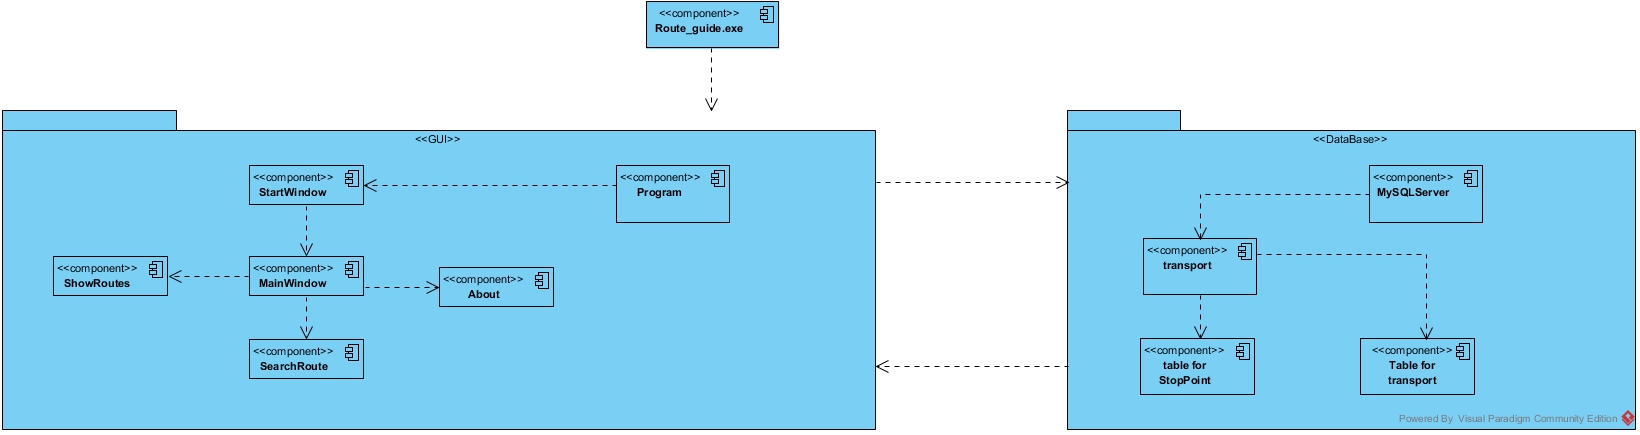 <<component>>
Route_guide.exe
<<GUI>>
<<component>>
StartWindow
<<component>>
Program
<<component>>
ShowRoutes
<<component>>
MainWindow
<<component>>
About
<<component>>
SearchRoute
<<DataBase>>
<<component>>
MySQLServer
<<component>>
transport
<<component>>
table for
StopPoint
<<component>>
Table for
transport
Powered By Visual Paradigm Community Edition